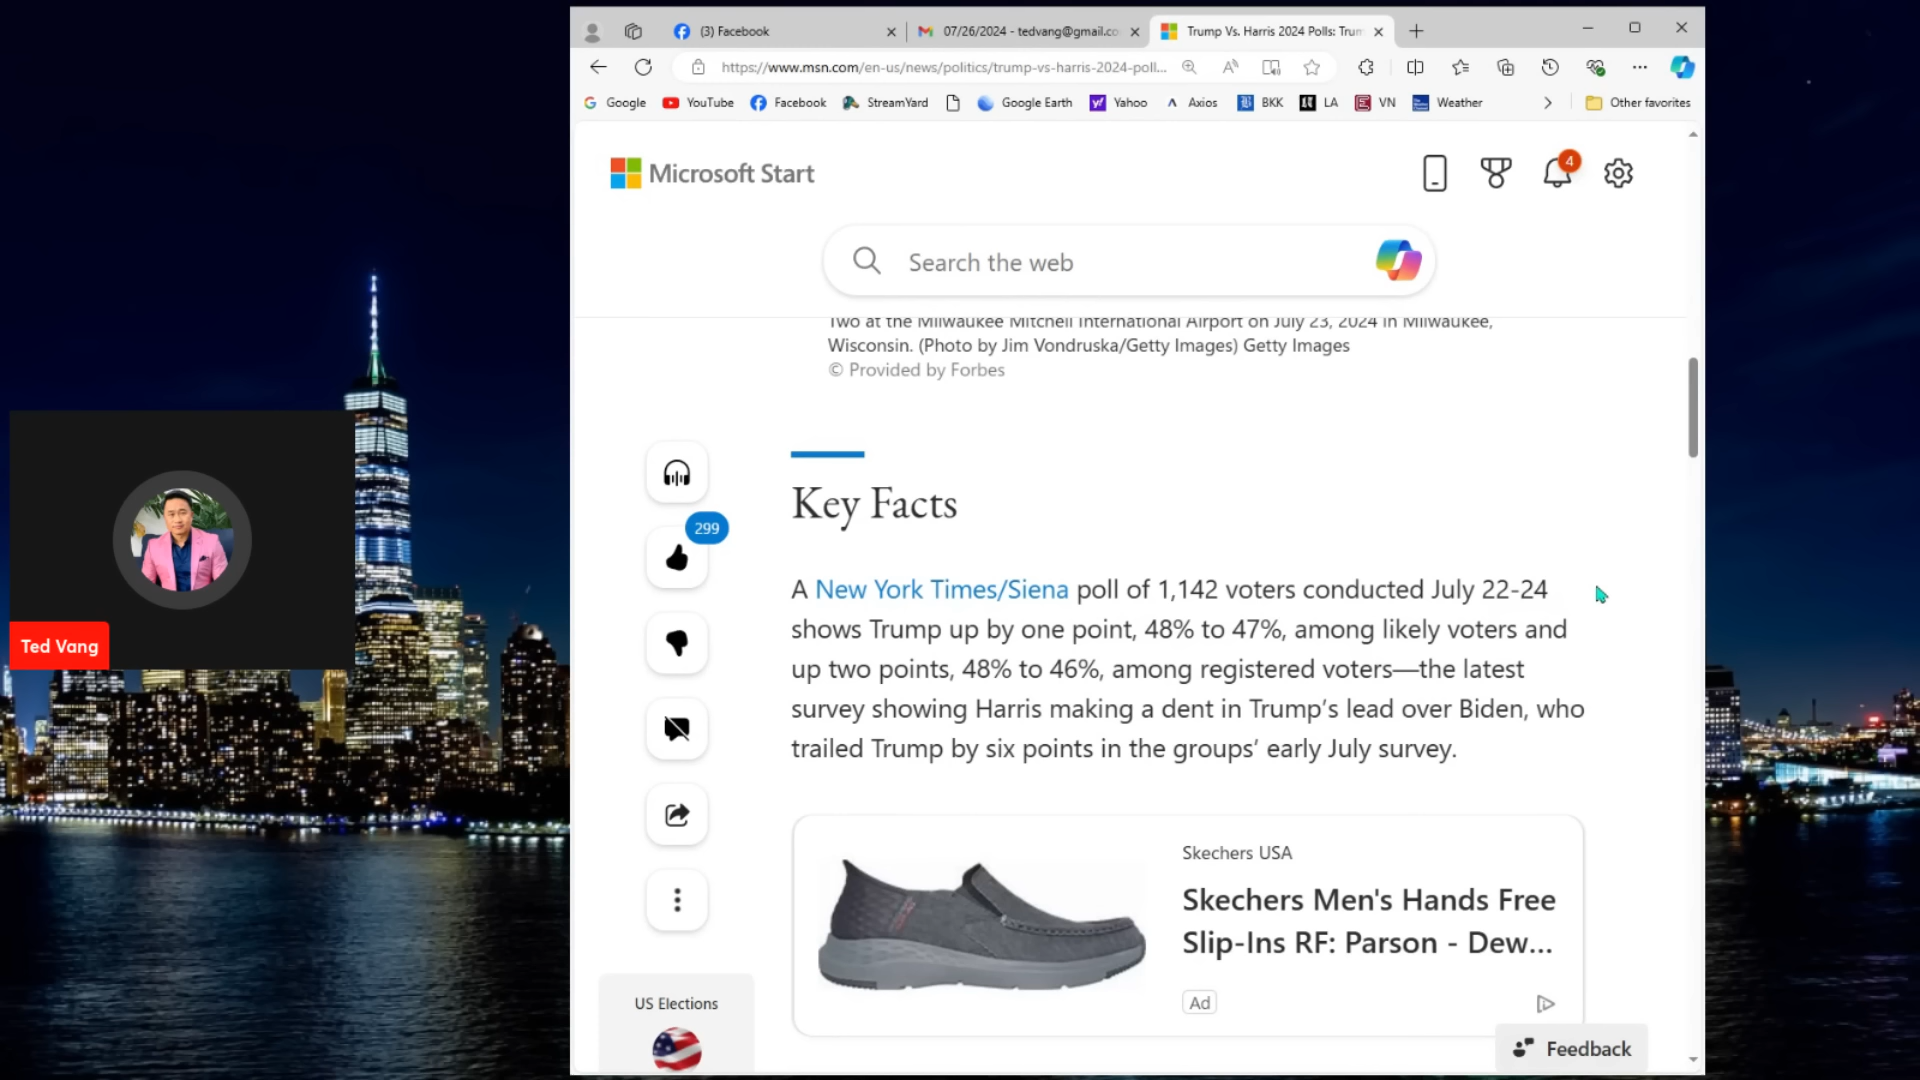 (3) Facebook
07/26/2024 - tedvang@gmail.co
Trump Vs. Harris 2024 Polls: Trum
https://www.msn.com/en-us/news/politics/trump-vs-harris-2024-poll...
Google
YouTube
Facebook
StreamYard
Google Earth
Yahoo
Axios
BKK
LA
VN
Weather
Other favorites
Microsoft Start
4
Search the web
Two at the Milwaukee Mitchell International Airport on July 23, 2024 in Milwaukee,
Wisconsin. (Photo by Jim Vondruska/Getty Images) Getty Images
© Provided by Forbes
Key Facts
299
A New York Times/Siena poll of 1,142 voters conducted July 22-24
shows Trump up by one point, 48% to 47%, among likely voters and
up two points, 48% to 46%, among registered voters—the latest
survey showing Harris making a dent in Trump's lead over Biden, who
trailed Trump by six points in the groups' early July survey.
Skechers USA
Skechers Men's Hands Free
Slip-Ins RF: Parson - Dew...
Ad
US Elections
Feedback
Ted Vang